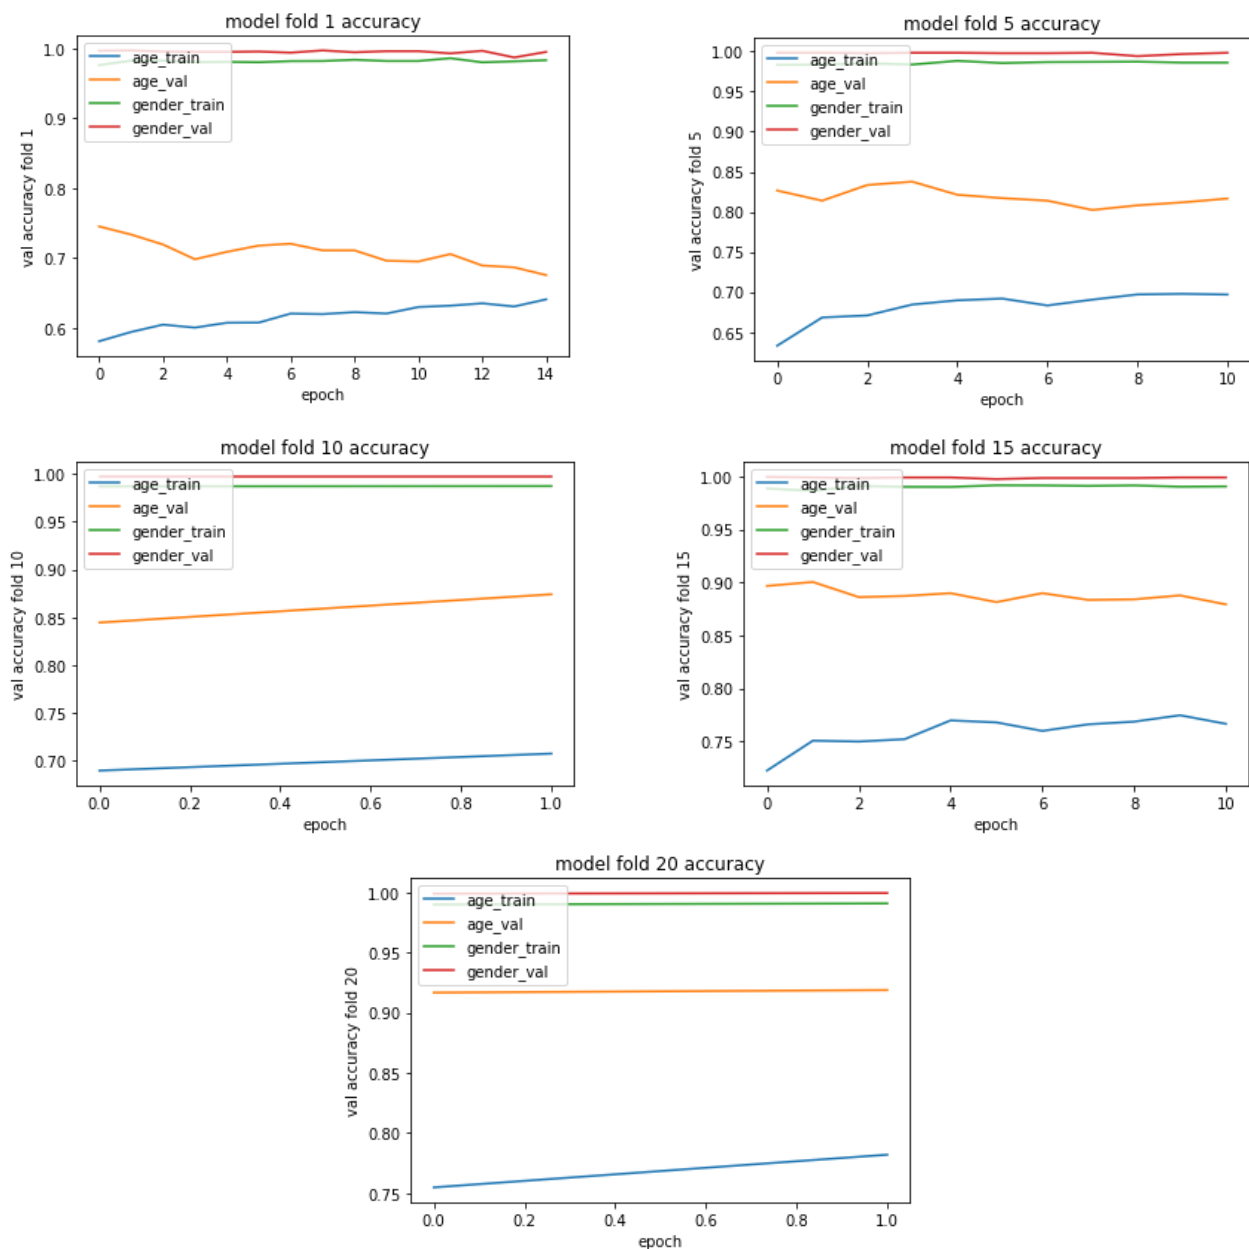 model fold 1 accuracy
val accuracy fold 1
1.0
0.9
0.8
0.7
0.6
age_train
age_val
gender_train
gender_val
0 2 4 6 8 10 12 14
epoch
model fold 5 accuracy
val accuracy fold 5
1.00
0.95
0.90
0.85
0.80
0.75
0.70
0.65
age_train
age_val
gender_train
gender_val
0 2 4 6 8 10
epoch
model fold 10 accuracy
val accuracy fold 10
1.00
0.95
0.90
0.85
0.80
0.75
0.70
age_train
age_val
gender_train
gender_val
0.0 0.2 0.4 0.6 0.8 1.0
epoch
model fold 15 accuracy
val accuracy fold 15
1.00
0.95
0.90
0.85
0.80
0.75
age_train
age_val
gender_train
gender_val
0 2 4 6 8 10
epoch
model fold 20 accuracy
val accuracy fold 20
1.00
0.95
0.90
0.85
0.80
0.75
age_train
age_val
gender_train
gender_val
0.0 0.2 0.4 0.6 0.8 1.0
epoch